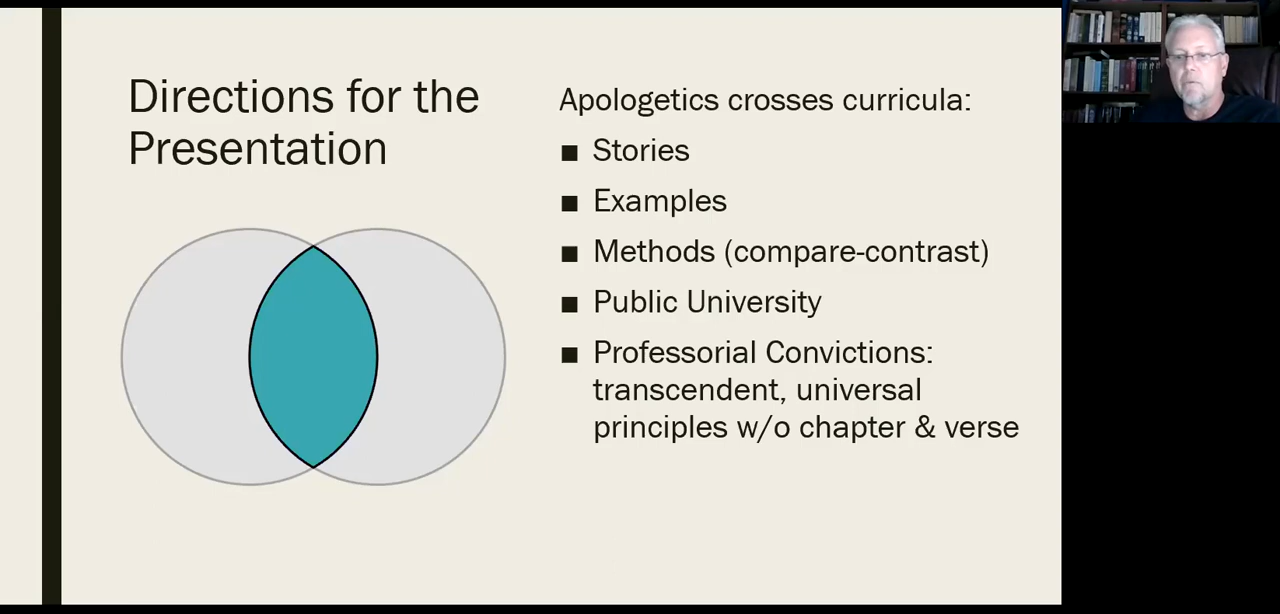 Directions for the
Presentation
Apologetics crosses curricula:
■ Stories
■ Examples
■ Methods (compare-contrast)
■ Public University
■ Professorial Convictions:
transcendent, universal
principles w/o chapter & verse